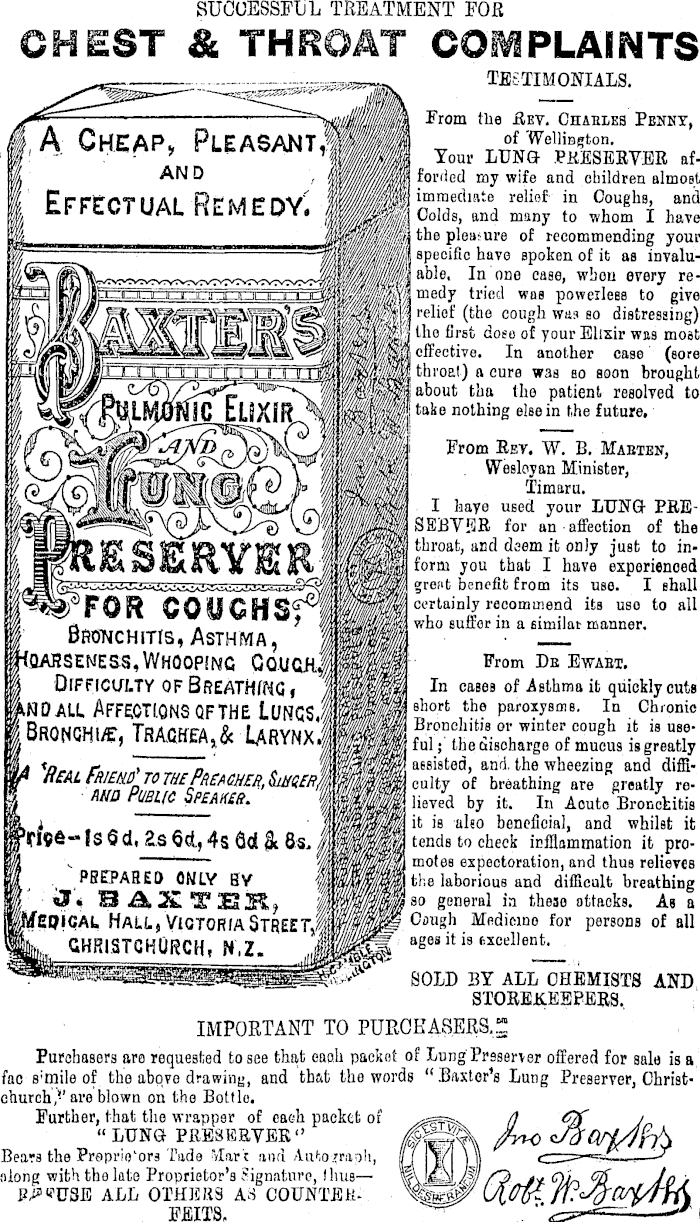 SUCCESSFUL TREATMENT FOR
CHEST & THROAT COMPLAINTS
A CHEAP, PLEASANT,
AND
EFFECTUAL REMEDY.
BAXTER'S
PULMONIC ELIXIR
AND
LUNG
PRESERVER
FOR COUGHS,
BRONCHITIS, ASTHMA,
HOARSENESS, WHOOPING COUGH,
DIFFICULTY OF BREATHING,
AND ALL AFFECTIONS OF THE LUNGS,
BRONCHIÆ, TRACHEA, & LARYNX.
A 'REAL FRIEND' TO THE PREACHER, SINGER,
AND PUBLIC SPEAKER.
Price-1s 6d, 2s 6d, 4s 6d & 8s.
PREPARED ONLY BY
J. BAXTER,
MEDICAL HALL, VICTORIA STREET,
CHRISTCHURCH, N.Z.
TESTIMONIALS.
From the REV. CHARLES PENNY,
of Wellington.
Your LUNG PRESERVER af-
forded my wife and children almost
immediate relief in Coughs, and
Colds, and many to whom I have
the pleasure of recommending your
specific have spoken of it as invalu-
able. In one case, when every re-
medy tried was powerless to give
relief (the cough was so distressing)
the first dose of your Elixir was most
effective. In another case (sore
throat) a cure was so soon brought
about tha the patient resolved to
take nothing else in the future.
From REV. W. B. MARTEN,
Wesleyan Minister,
Timaru.
I have used your LUNG PRE-
SERVER for an affection of the
throat, and deem it only just to in-
form you that I have experienced
great benefit from its use. I shall
certainly recommend its use to all
who suffer in a similar manner.
From DR EWART.
In cases of Asthma it quickly cuts
short the paroxysms. In Chronic
Bronchitis or winter cough it is use-
ful; the discharge of mucus is greatly
assisted, and the wheezing and diffi-
culty of breathing are greatly re-
lieved by it. In Acute Bronchitis
it is also beneficial, and whilst it
tends to check infflammation it pro-
motes expectoration, and thus relieves
the laborious and difficult breathing
so general in these attacks. As a
Cough Medicine for persons of all
ages it is excellent.
SOLD BY ALL CHEMISTS AND
STOREKEEPERS.
IMPORTANT TO PURCHASERS.
Purchasers are requested to see that each packet of Lung Preserver offered for sale is a
fac simile of the above drawing, and that the words "Baxter's Lung Preserver, Christ-
church," are blown on the Bottle.
Further, that the wrapper of each packet of
"LUNG PRESERVER"
Bears the Proprietors Tade Mark and Autograph,
along with the late Proprietor's Signature, thus—
REFUSE ALL OTHERS AS COUNTER-
FEITS.
SIC EST VITA
NIL DESPERANDUM
Jno Baxter
Robt. W. Baxter